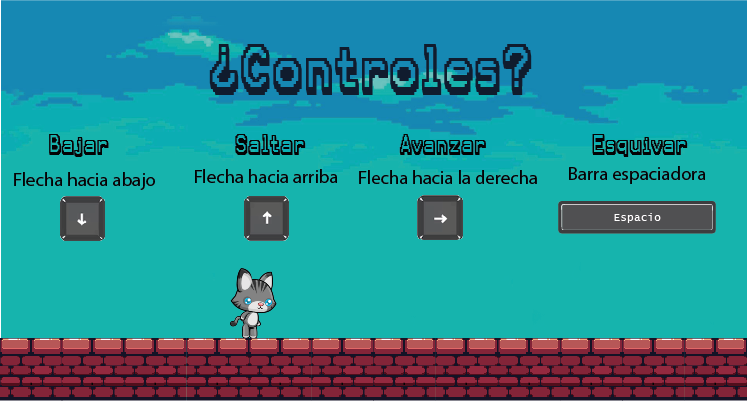 ¿Controles?
Bajar
Flecha hacia abajo
↓
Saltar
Flecha hacia arriba
↑
Avanzar
Flecha hacia la derecha
→
Esquivar
Barra espaciadora
Espacio